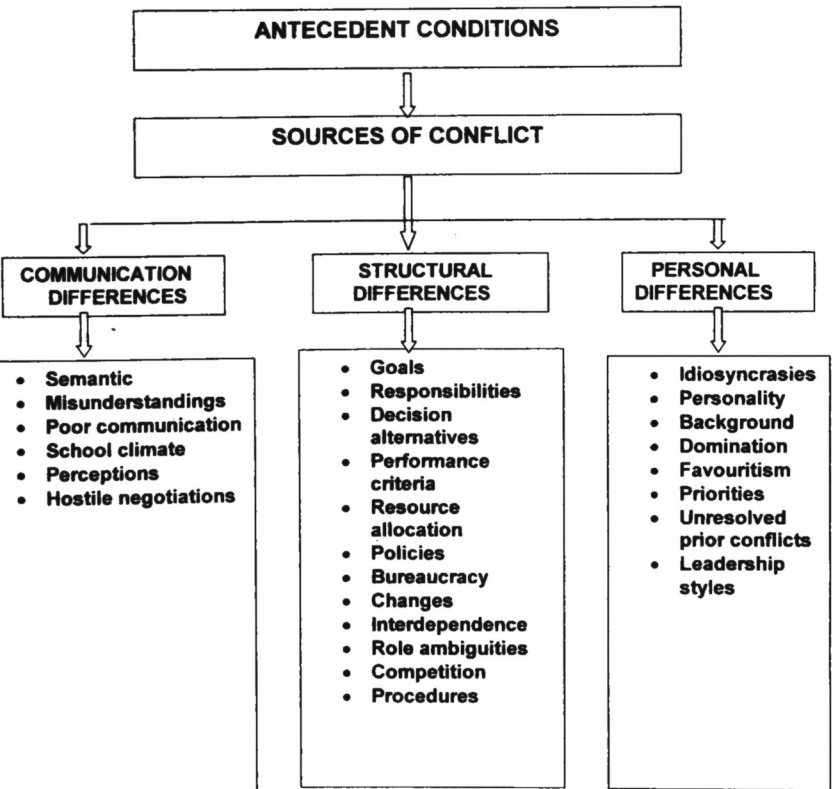 ANTECEDENT CONDITIONS
SOURCES OF CONFLICT
COMMUNICATION
DIFFERENCES
STRUCTURAL
DIFFERENCES
PERSONAL
DIFFERENCES
• Semantic
• Misunderstandings
• Poor communication
• School climate
• Perceptions
• Hostile negotiations
• Goals
• Responsibilities
• Decision
alternatives
• Performance
criteria
• Resource
allocation
• Policies
• Bureaucracy
• Changes
• Interdependence
• Role ambiguities
• Competition
• Procedures
• Idiosyncrasies
• Personality
• Background
• Domination
• Favouritism
• Priorities
• Unresolved
prior conflicts
• Leadership
styles